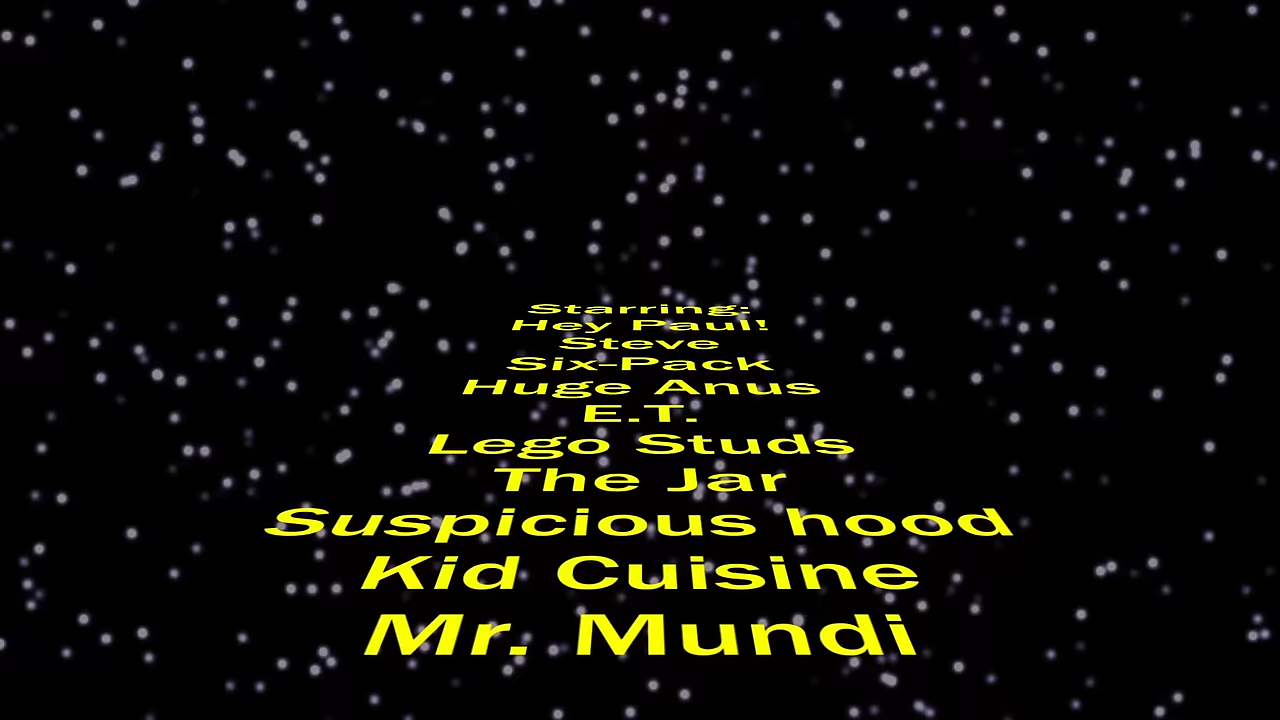 Starring:
Hey Paul!
Steve
Six-Pack
Huge Anus
E.T.
Lego Studs
The Jar
Suspicious hood
Kid Cuisine
Mr. Mundi